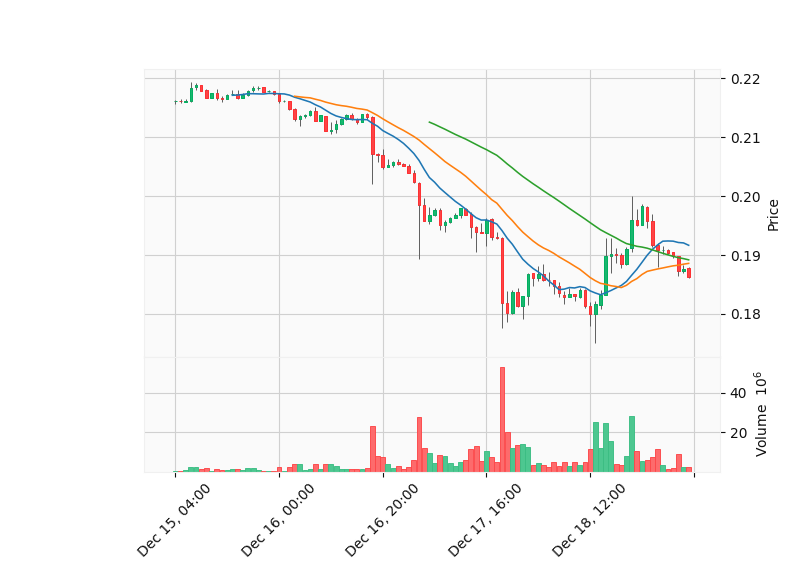 0.22
0.21
0.20
0.19
0.18
Price
40
20
Volume 10^6
Dec 15, 04:00
Dec 16, 00:00
Dec 16, 20:00
Dec 17, 16:00
Dec 18, 12:00